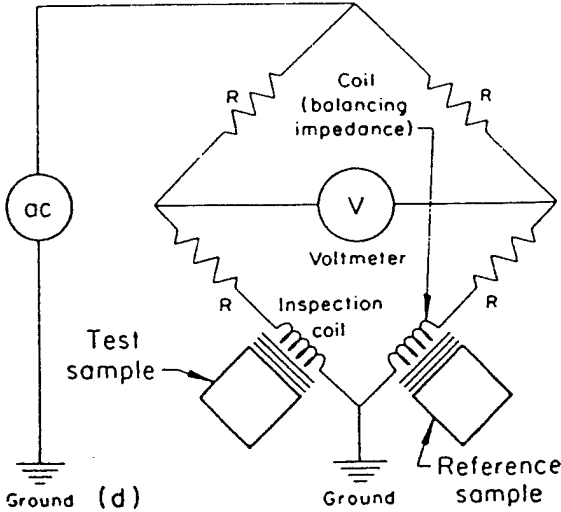 R
Coil
(balancing
impedance)
R
ac
V
Voltmeter
R
Inspection
coil
R
Test
sample
Ground
(d)
Ground
Reference
sample